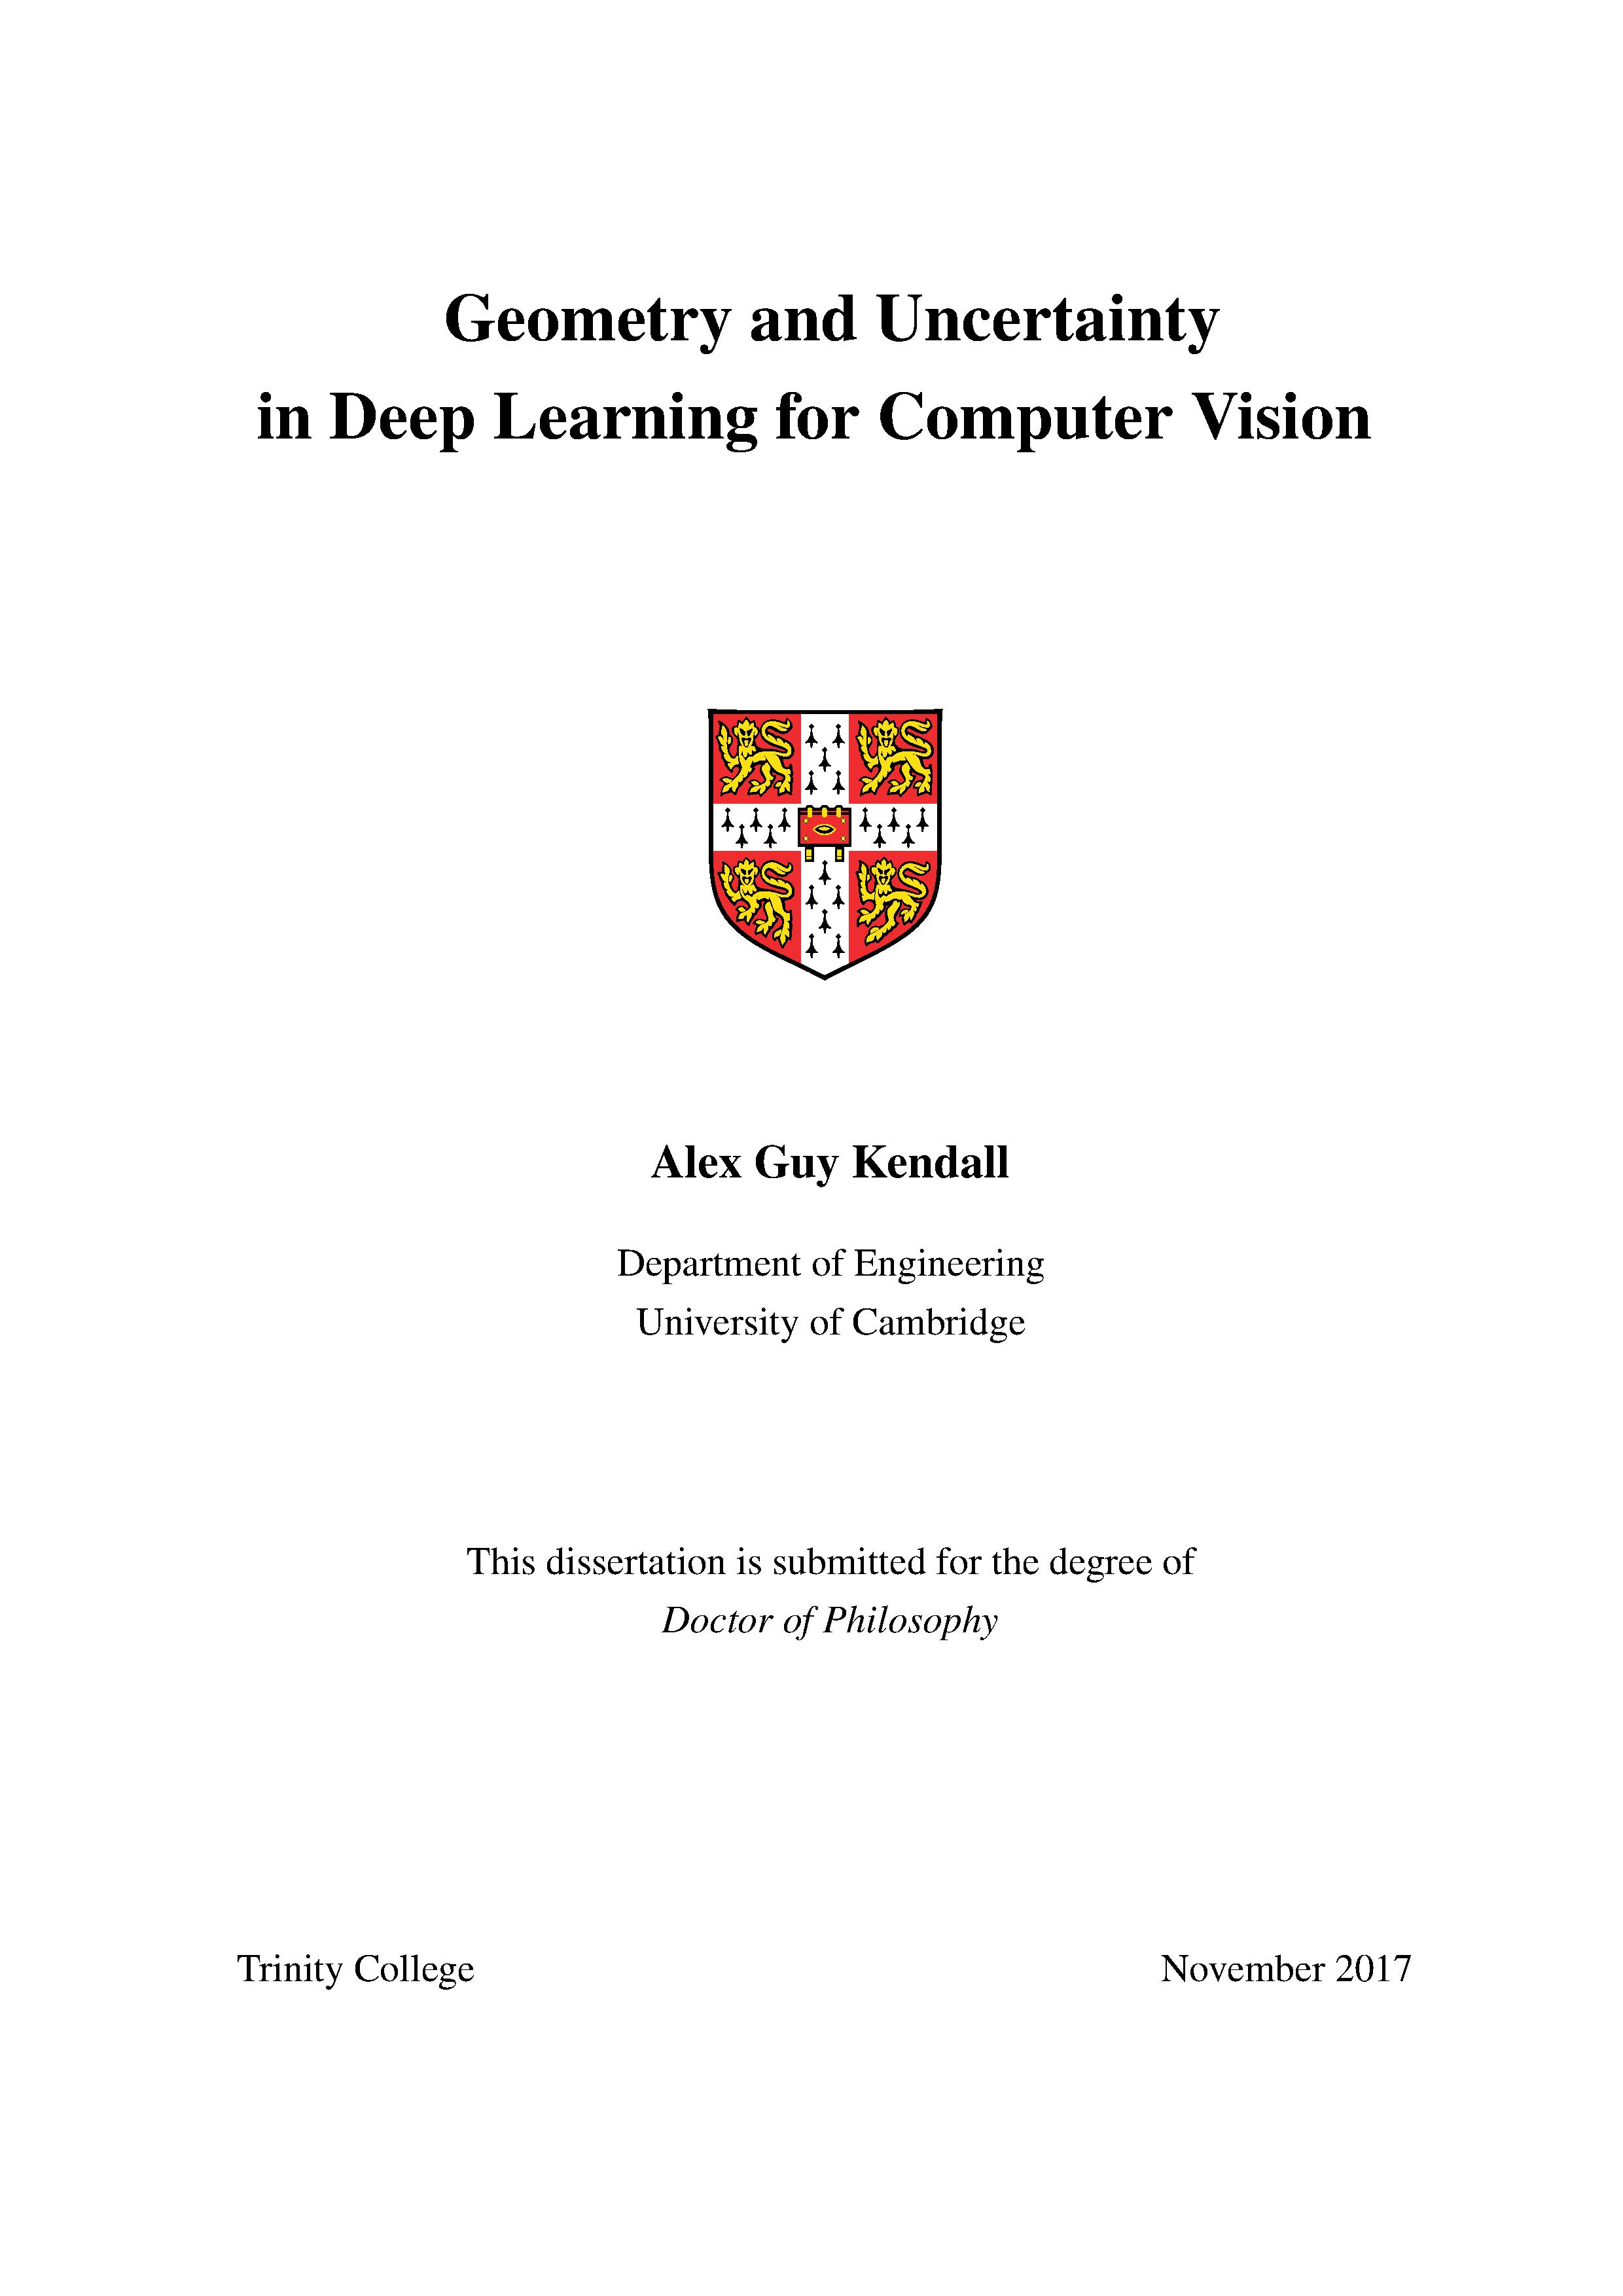 Geometry and Uncertainty
in Deep Learning for Computer Vision
Alex Guy Kendall
Department of Engineering
University of Cambridge
This dissertation is submitted for the degree of
Doctor of Philosophy
Trinity College
November 2017